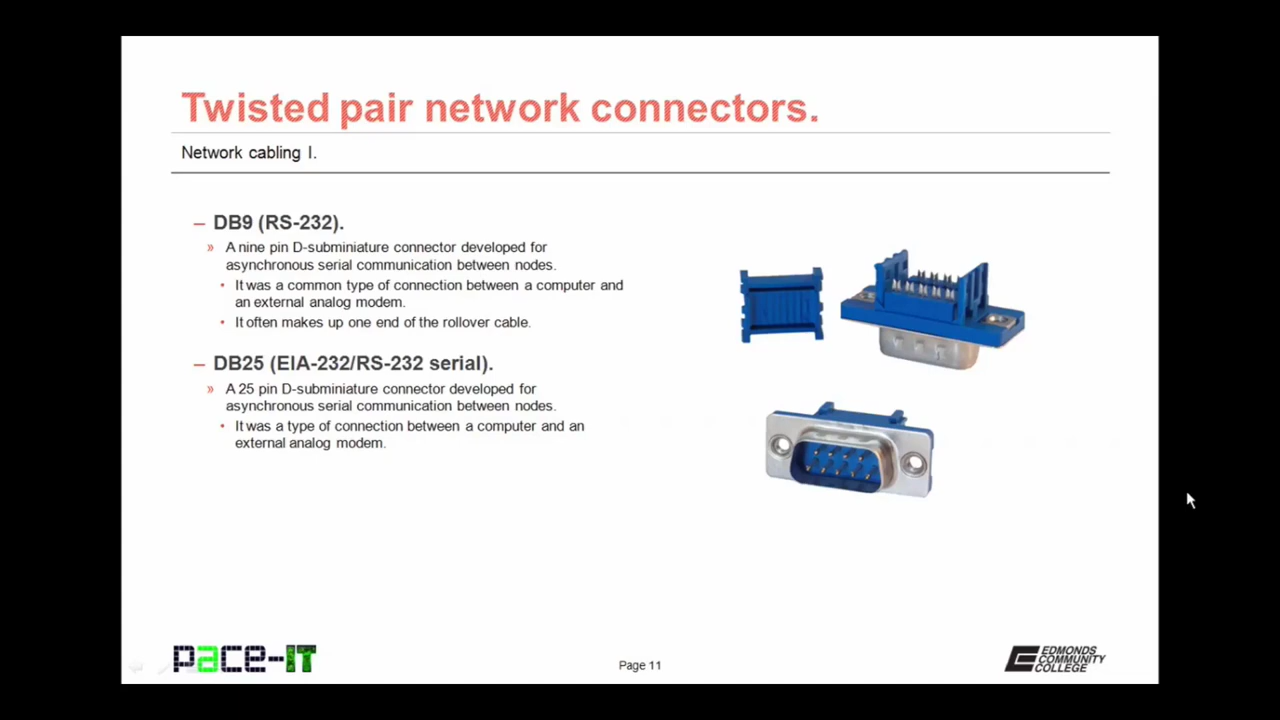 Twisted pair network connectors.
Network cabling I.
– DB9 (RS-232).
» A nine pin D-subminiature connector developed for
asynchronous serial communication between nodes.
• It was a common type of connection between a computer and
an external analog modem.
• It often makes up one end of the rollover cable.
– DB25 (EIA-232/RS-232 serial).
» A 25 pin D-subminiature connector developed for
asynchronous serial communication between nodes.
• It was a type of connection between a computer and an
external analog modem.
pace-IT
Page 11
EDMONDS
COMMUNITY
COLLEGE